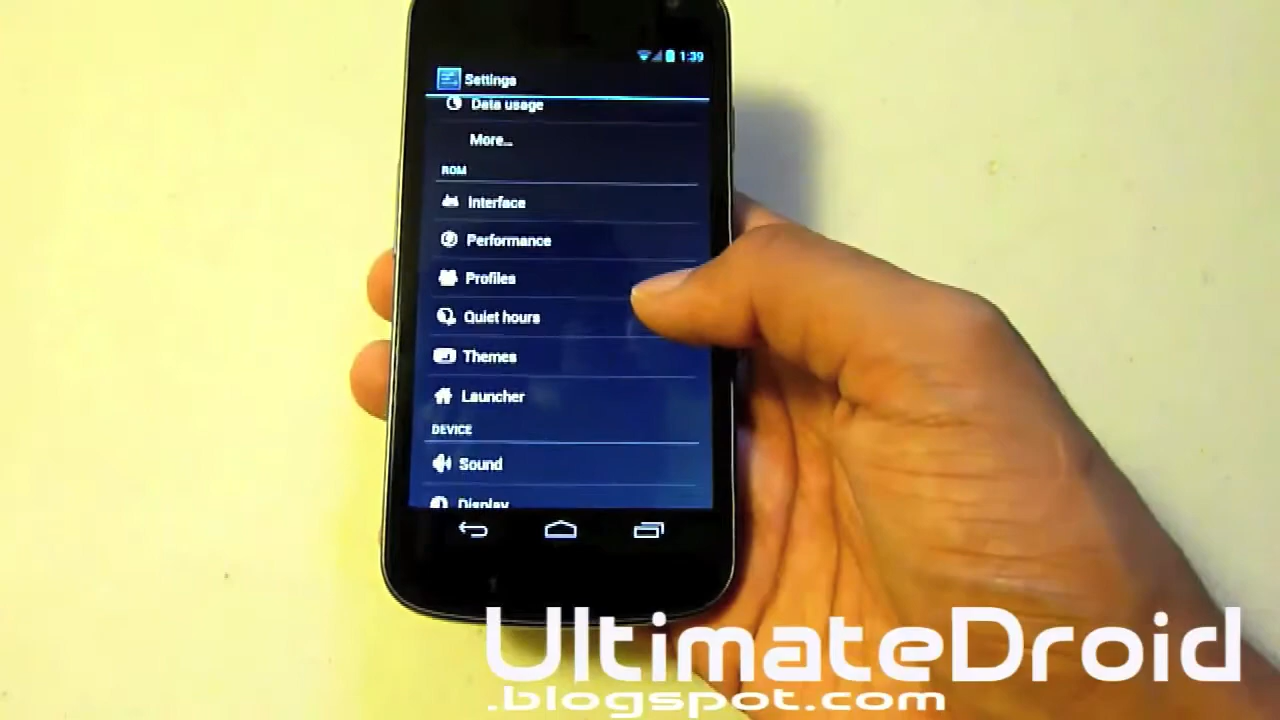 1:39
Settings
Data usage
More...
ROM
Interface
Performance
Profiles
Quiet hours
Themes
Launcher
DEVICE
Sound
Display
UltimateDroid
.blogspot.com